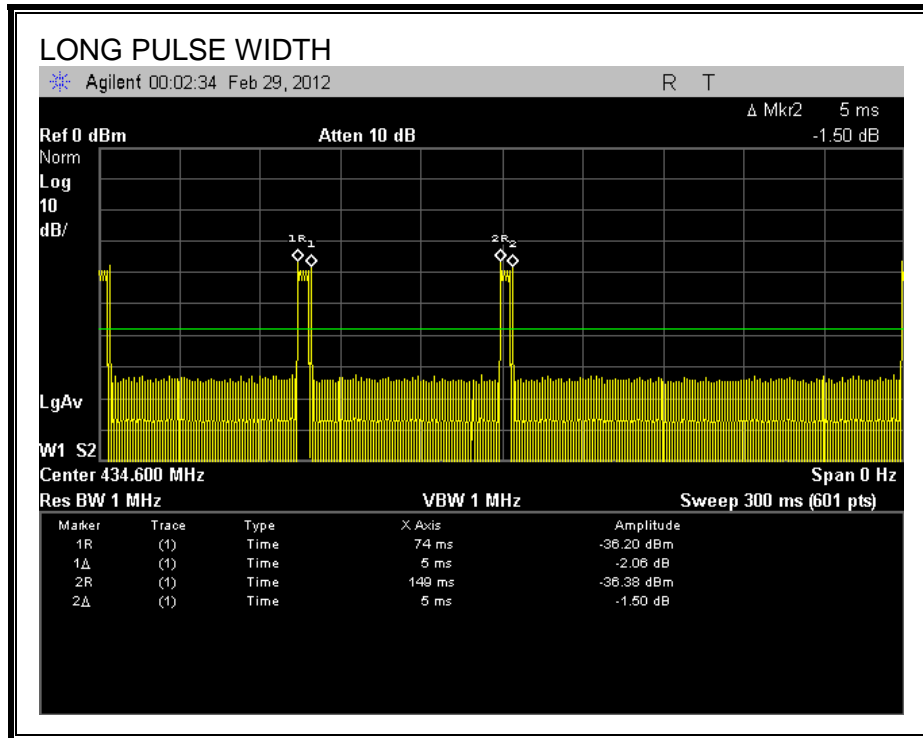 LONG PULSE WIDTH
Agilent 00:02:34 Feb 29, 2012 R T
Δ Mkr2 5 ms
Ref 0 dBm Atten 10 dB -1.50 dB
Norm
Log
10
dB/
1R 1 2R 2
LgAv
W1 S2
Center 434.600 MHz Span 0 Hz
Res BW 1 MHz VBW 1 MHz Sweep 300 ms (601 pts)
Marker Trace Type X Axis Amplitude
1R (1) Time 74 ms -36.20 dBm
1Δ (1) Time 5 ms -2.06 dB
2R (1) Time 149 ms -36.38 dBm
2Δ (1) Time 5 ms -1.50 dB